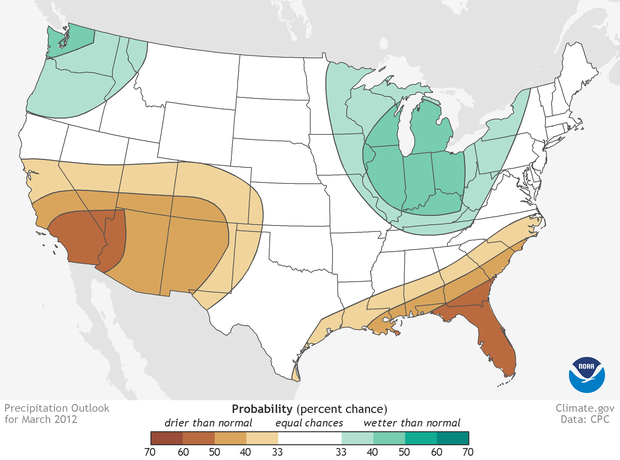 NOAA
Precipitation Outlook
for March 2012
Probability (percent chance)
drier than normal equal chances wetter than normal
70 60 50 40 33 33 40 50 60 70
Climate.gov
Data: CPC